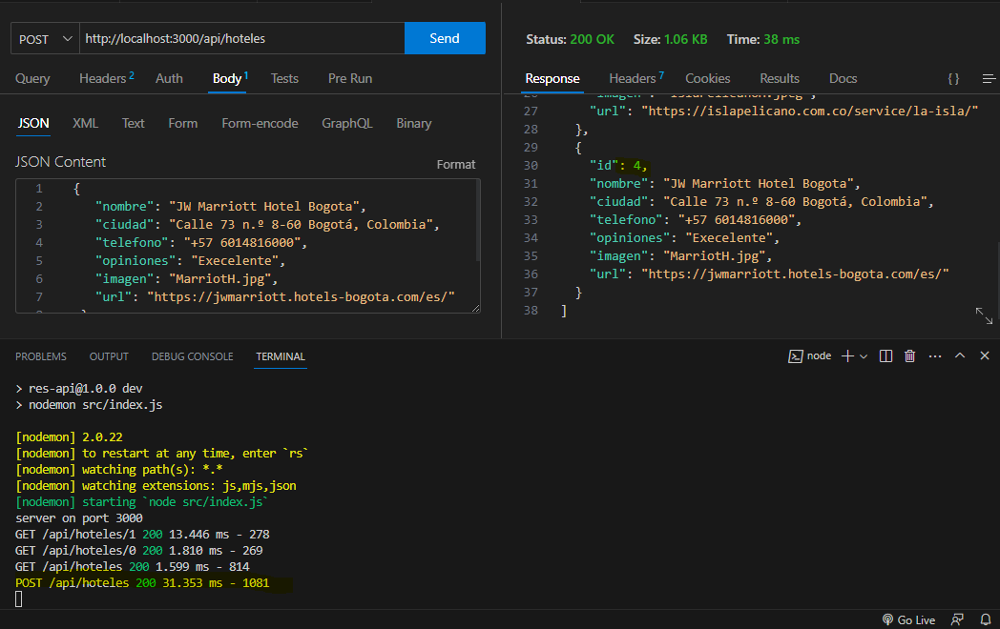 POST
http://localhost:3000/api/hoteles
Send
Query
Headers 2
Auth
Body 1
Tests
Pre Run
JSON
XML
Text
Form
Form-encode
GraphQL
Binary
JSON Content
Format
1 {
2 "nombre": "JW Marriott Hotel Bogota",
3 "ciudad": "Calle 73 n.º 8-60 Bogotá, Colombia",
4 "telefono": "+57 6014816000",
5 "opiniones": "Execelente",
6 "imagen": "MarriotH.jpg",
7 "url": "https://jwmarriott.hotels-bogota.com/es/"
Status: 200 OK
Size: 1.06 KB
Time: 38 ms
Response
Headers 7
Cookies
Results
Docs
{}
27 "url": "https://islapelicano.com.co/service/la-isla/"
28 },
29 {
30 "id": 4,
31 "nombre": "JW Marriott Hotel Bogota",
32 "ciudad": "Calle 73 n.º 8-60 Bogotá, Colombia",
33 "telefono": "+57 6014816000",
34 "opiniones": "Execelente",
35 "imagen": "MarriotH.jpg",
36 "url": "https://jwmarriott.hotels-bogota.com/es/"
37 }
38 ]
PROBLEMS
OUTPUT
DEBUG CONSOLE
TERMINAL
node
> res-api@1.0.0 dev
> nodemon src/index.js
[nodemon] 2.0.22
[nodemon] to restart at any time, enter `rs`
[nodemon] watching path(s): *.*
[nodemon] watching extensions: js,mjs,json
[nodemon] starting `node src/index.js`
server on port 3000
GET /api/hoteles/1 200 13.446 ms - 278
GET /api/hoteles/0 200 1.810 ms - 269
GET /api/hoteles 200 1.599 ms - 814
POST /api/hoteles 200 31.353 ms - 1081
Go Live